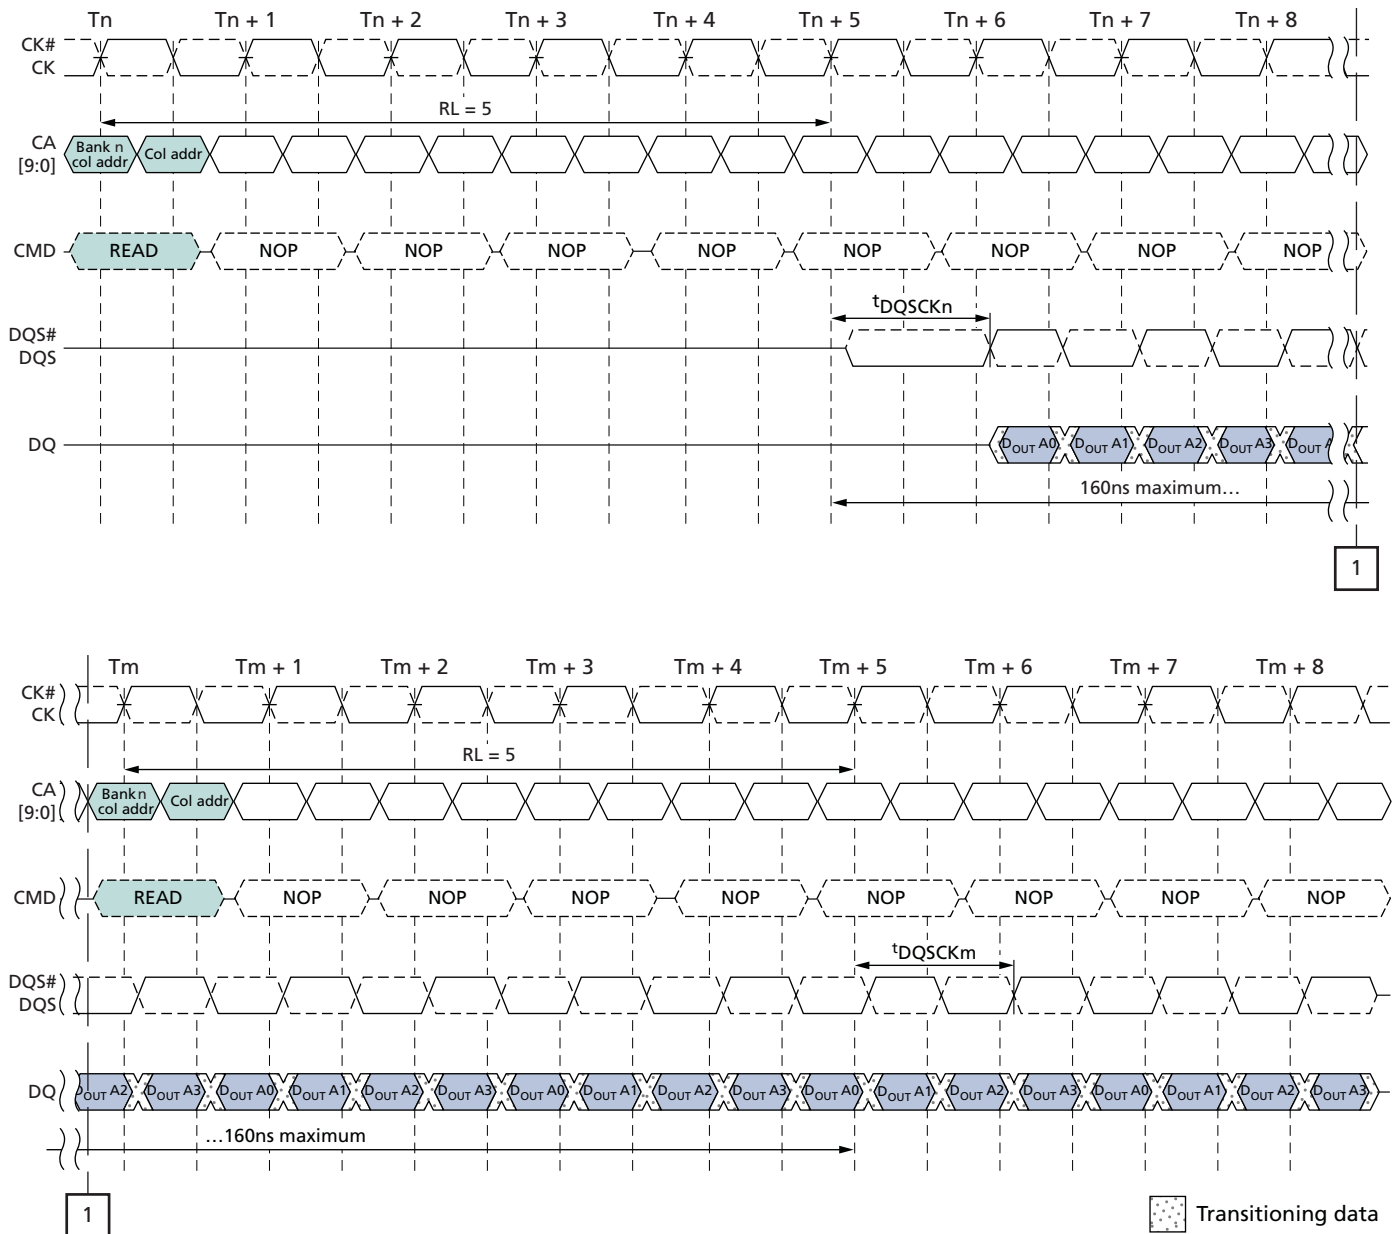 Tn Tn + 1 Tn + 2 Tn + 3 Tn + 4 Tn + 5 Tn + 6 Tn + 7 Tn + 8
CK#
CK
RL = 5
CA
[9:0]
Bank n
col addr
Col addr
CMD READ NOP NOP NOP NOP NOP NOP NOP NOP
tDQSCKn
DQS#
DQS
DQ DOUT A0 DOUT A1 DOUT A2 DOUT A3 DOUT
160ns maximum…
1
Tm Tm + 1 Tm + 2 Tm + 3 Tm + 4 Tm + 5 Tm + 6 Tm + 7 Tm + 8
CK#
CK
RL = 5
CA
[9:0]
Bank n
col addr
Col addr
CMD READ NOP NOP NOP NOP NOP NOP NOP NOP
tDQSCKm
DQS#
DQS
DQ DOUT A2 DOUT A3 DOUT A0 DOUT A1 DOUT A2 DOUT A3 DOUT A0 DOUT A1 DOUT A2 DOUT A3 DOUT A0 DOUT A1 DOUT A2 DOUT A3 DOUT A0 DOUT A1 DOUT A2 DOUT A3
…160ns maximum
1
Transitioning data